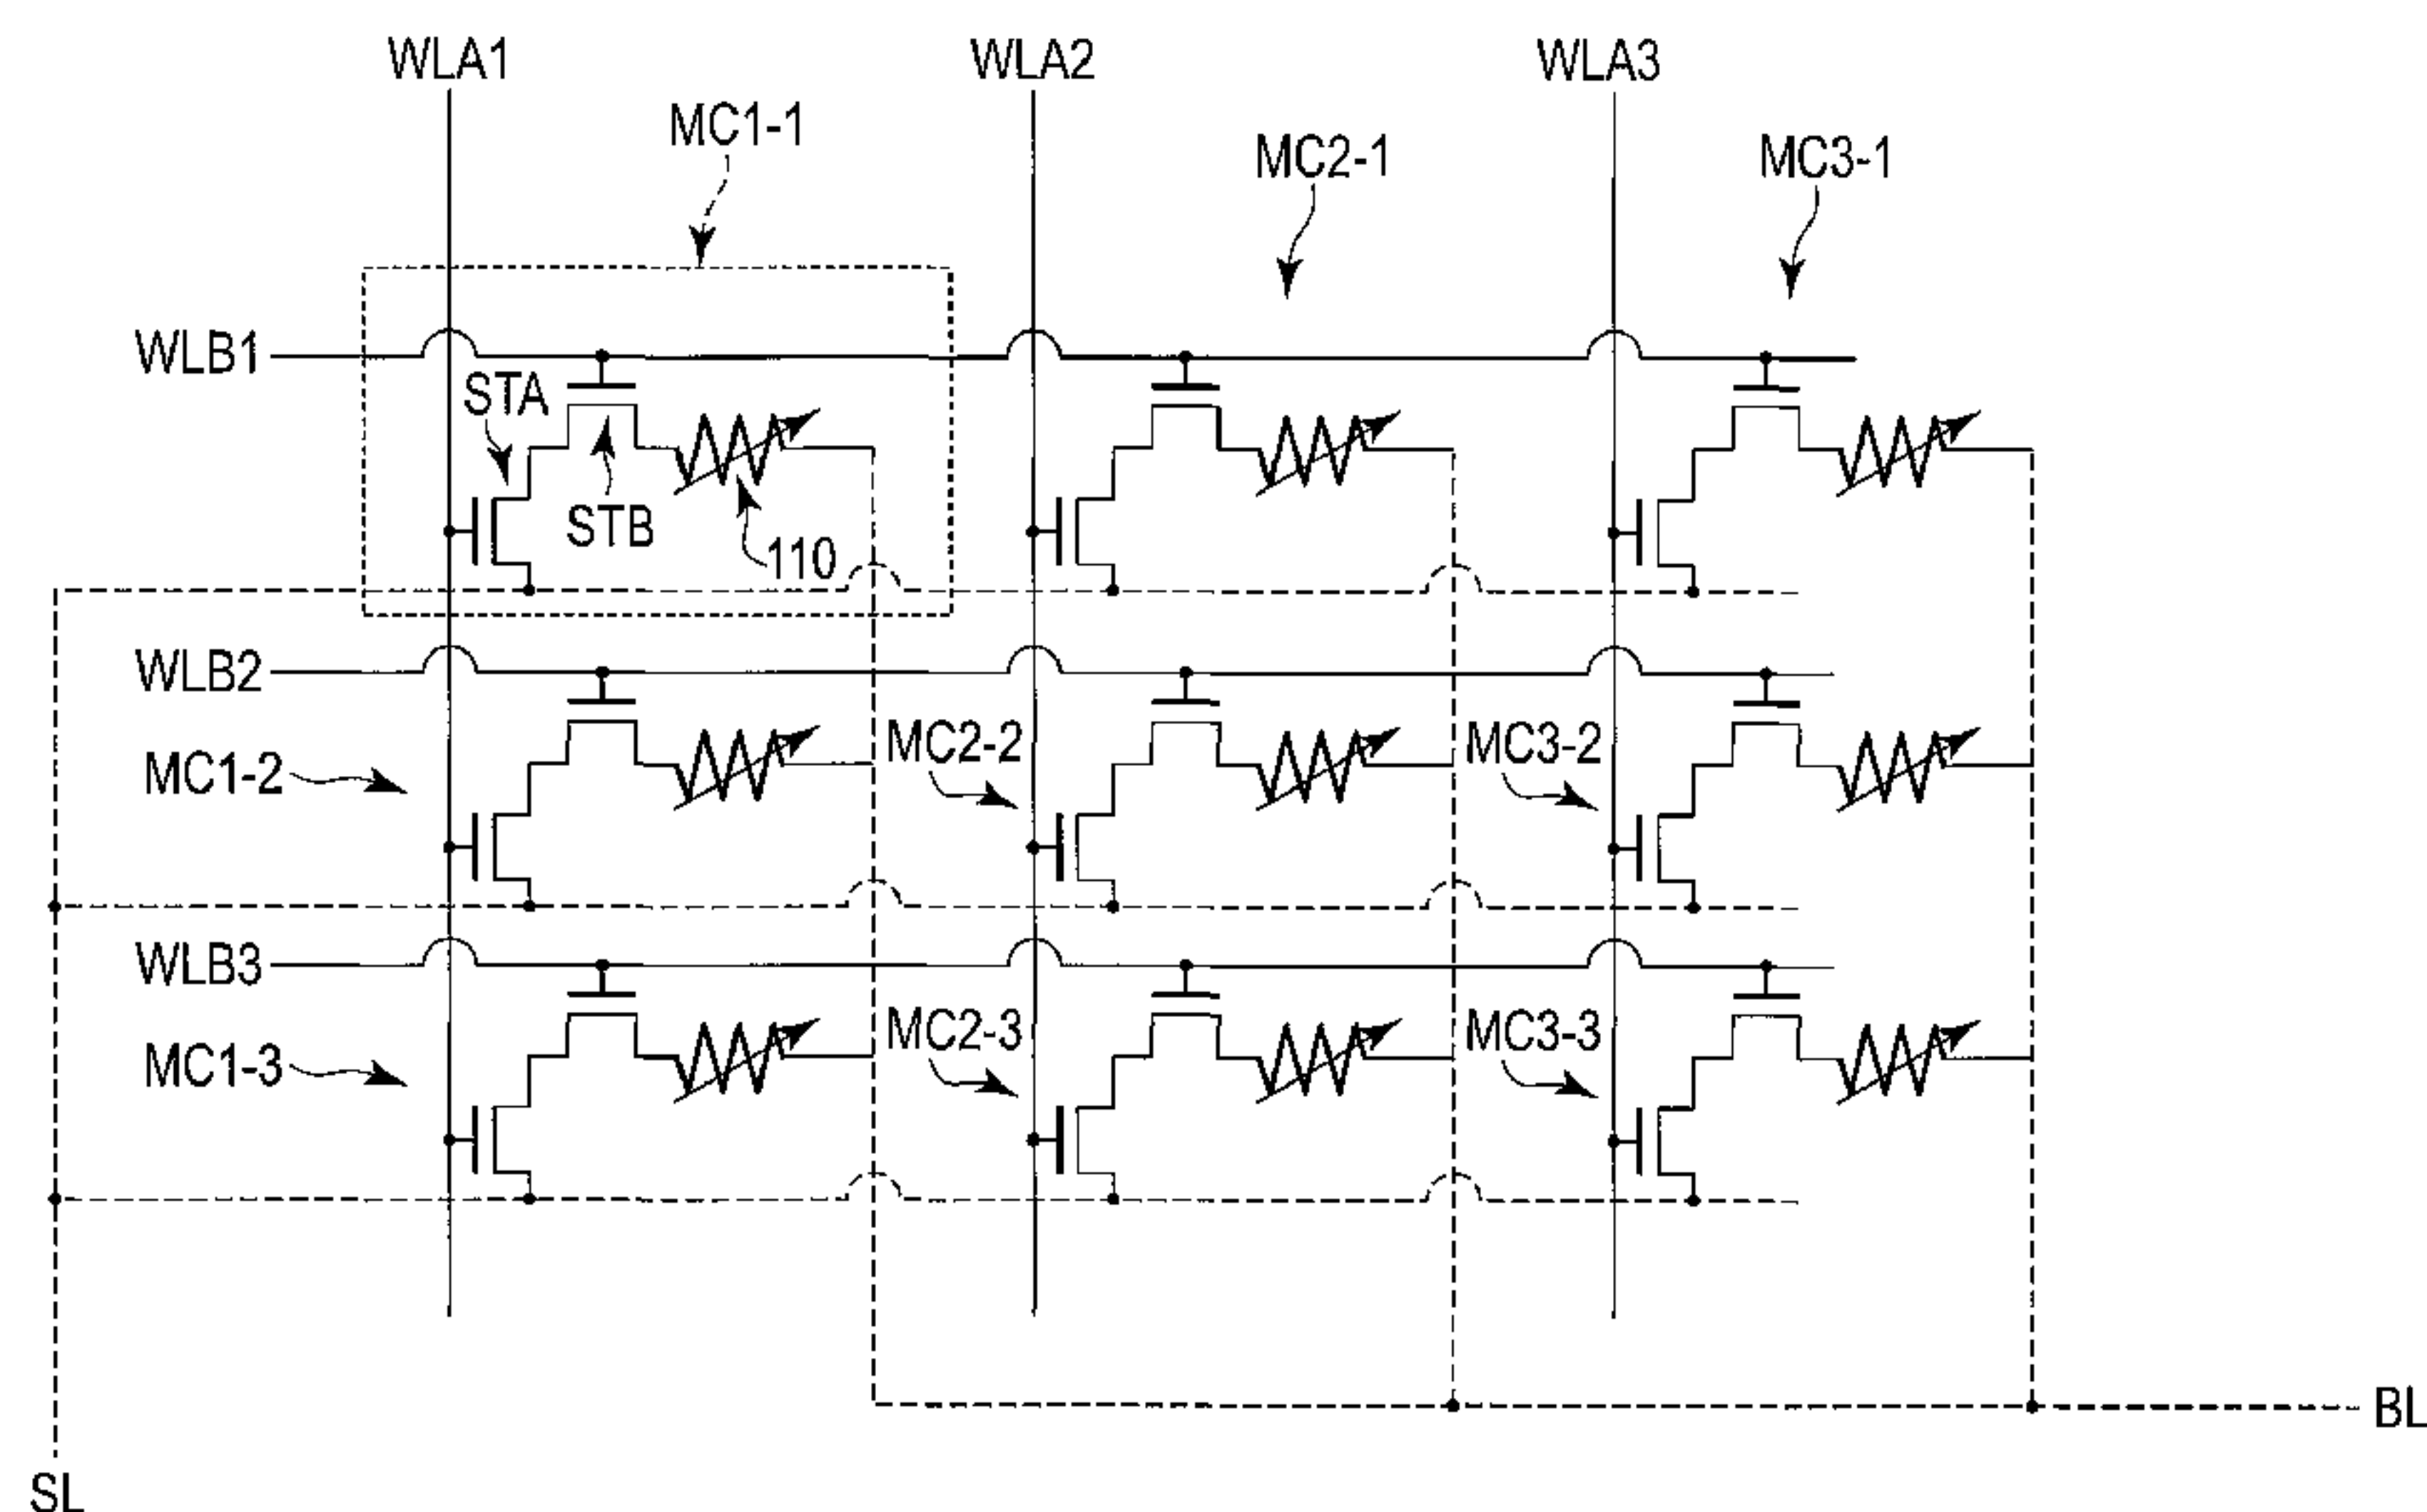 WLA1
WLA2
WLA3
MC1-1
MC2-1
MC3-1
WLB1
STA
STB
110
WLB2
MC1-2
MC2-2
MC3-2
WLB3
MC1-3
MC2-3
MC3-3
BL
SL